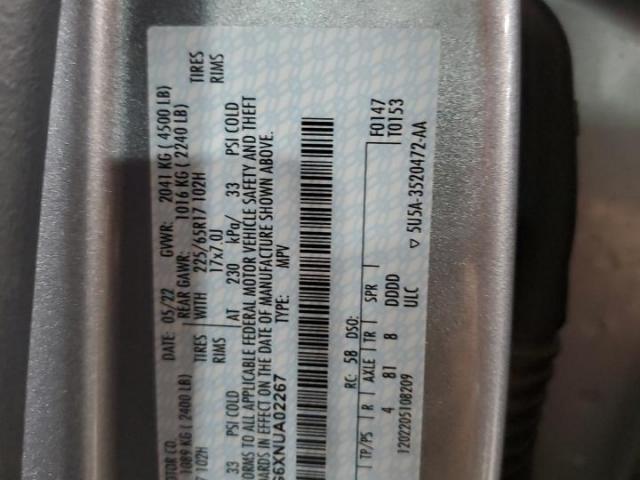 OTOR CO. DATE: 05/22 GVWR: 2041 KG ( 4500 LB)
1089 KG ( 2400 LB) REAR GAWR: 1016 KG ( 2240 LB)
7 102H TIRES WITH 225/65R17 102H TIRES
RIMS 17x7.0J RIMS
33 PSI COLD AT 230 kPa/ 33 PSI COLD
ORMS TO ALL APPLICABLE FEDERAL MOTOR VEHICLE SAFETY AND THEFT
ARDS IN EFFECT ON THE DATE OF MANUFACTURE SHOWN ABOVE.
G6XNUA02267 TYPE: MPV
RC: 58 DSO: F0147
T0153
TP/PS R AXLE TR SPR
4 81 8 DDDD
1202205108209 ULC ▽ 5U5A-3520472-AA